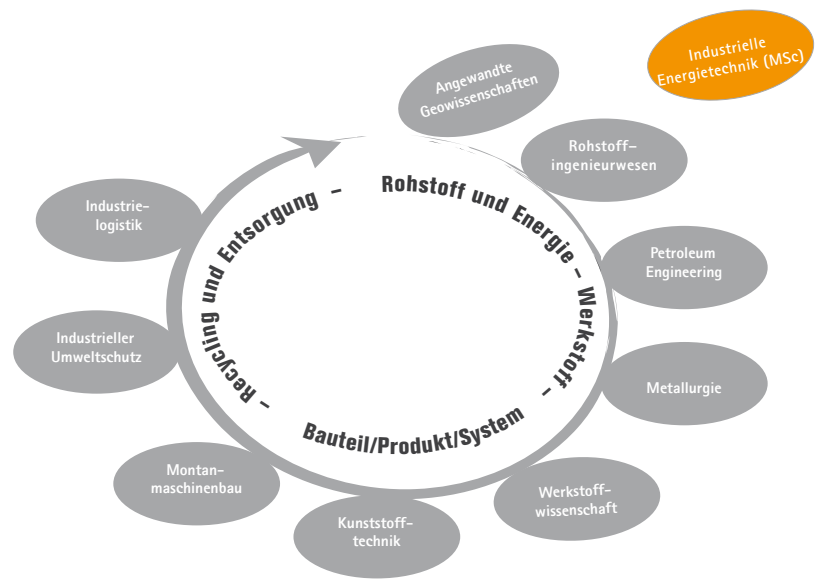 Industrielle
Energietechnik (MSc)
Angewandte
Geowissenschaften
Rohstoff-
ingenieurwesen
Petroleum
Engineering
Metallurgie
Werkstoff-
wissenschaft
Kunststoff-
technik
Montan-
maschinenbau
Industrieller
Umweltschutz
Industrie-
logistik
Rohstoff und Energie – Werkstoff – Bauteil/Produkt/System – Recycling und Entsorgung –